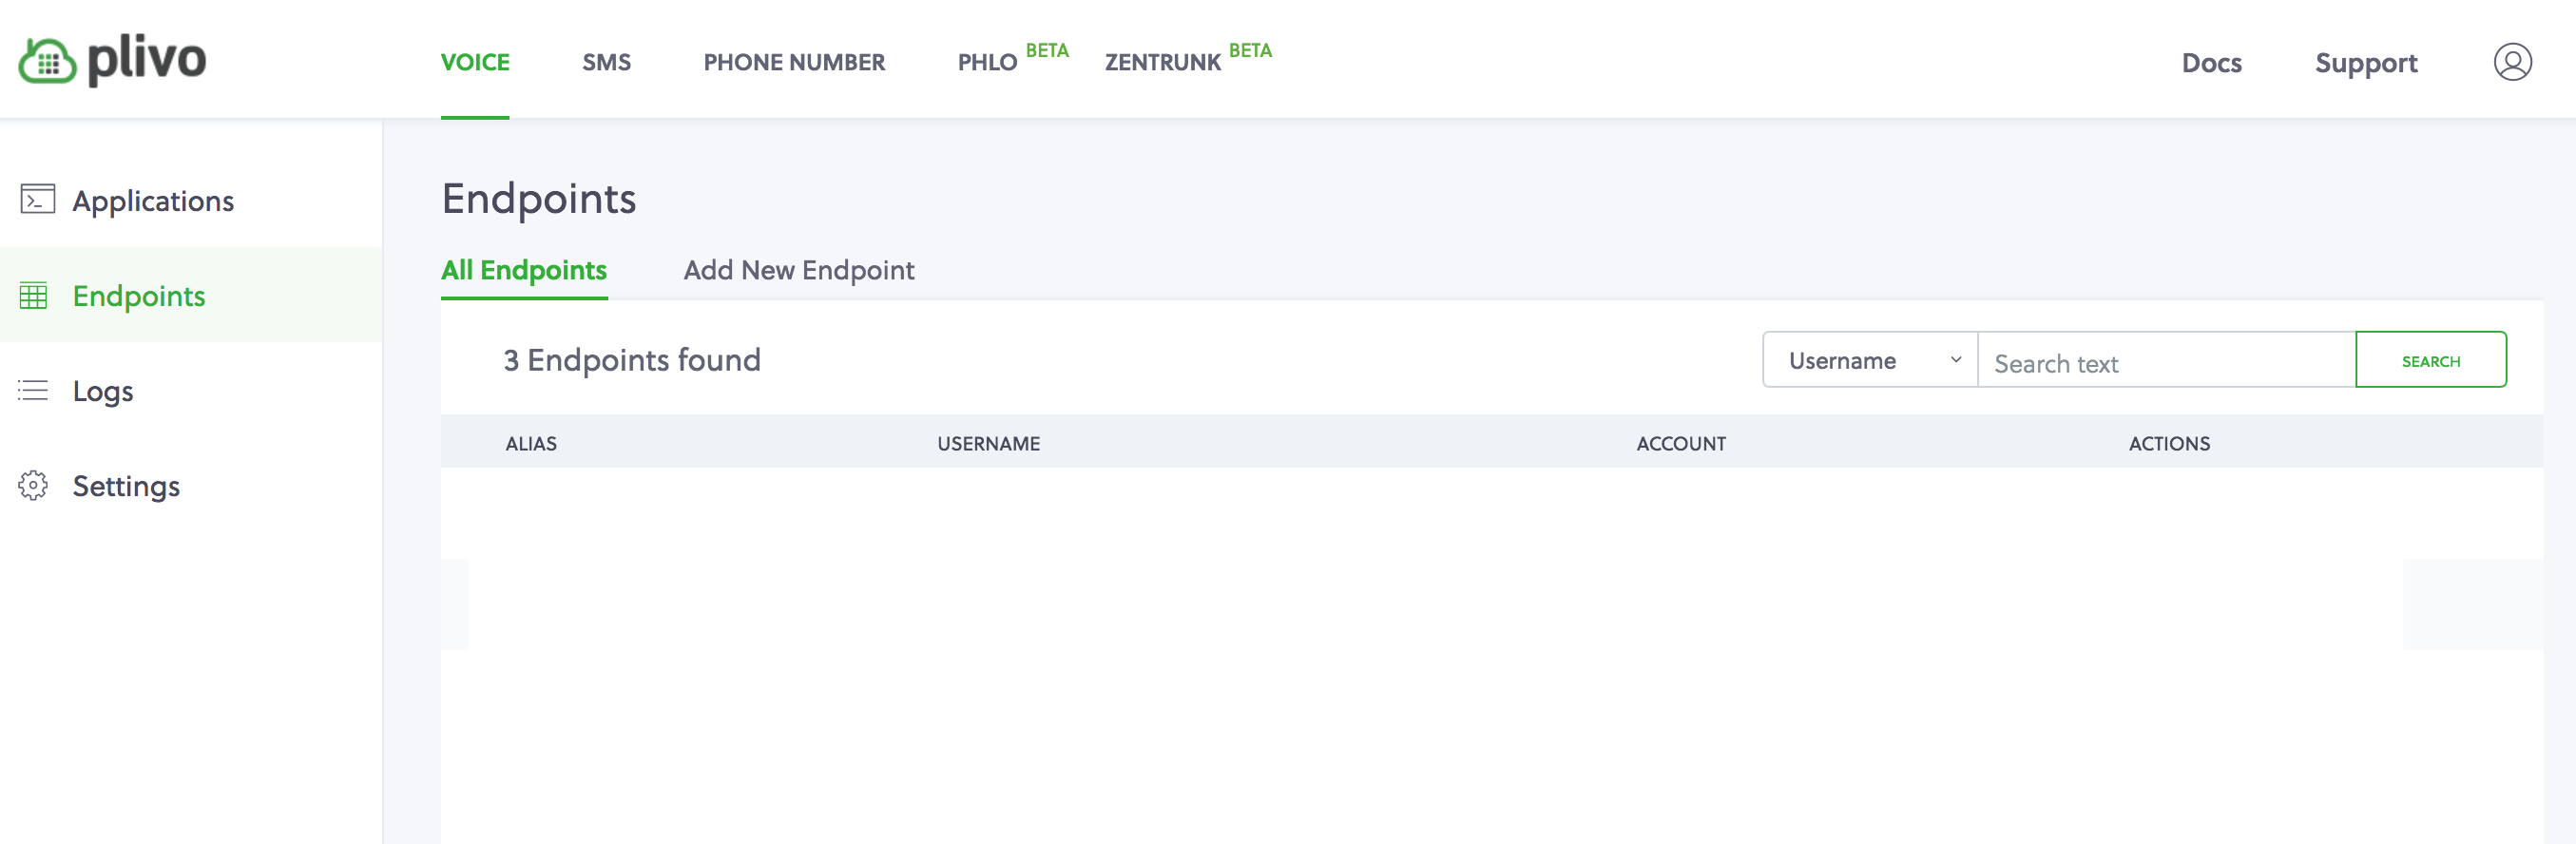 plivo
VOICE SMS PHONE NUMBER PHLO BETA ZENTRUNK BETA Docs Support
Applications
Endpoints
Logs
Settings
Endpoints
All Endpoints Add New Endpoint
3 Endpoints found Username Search text SEARCH
ALIAS USERNAME ACCOUNT ACTIONS